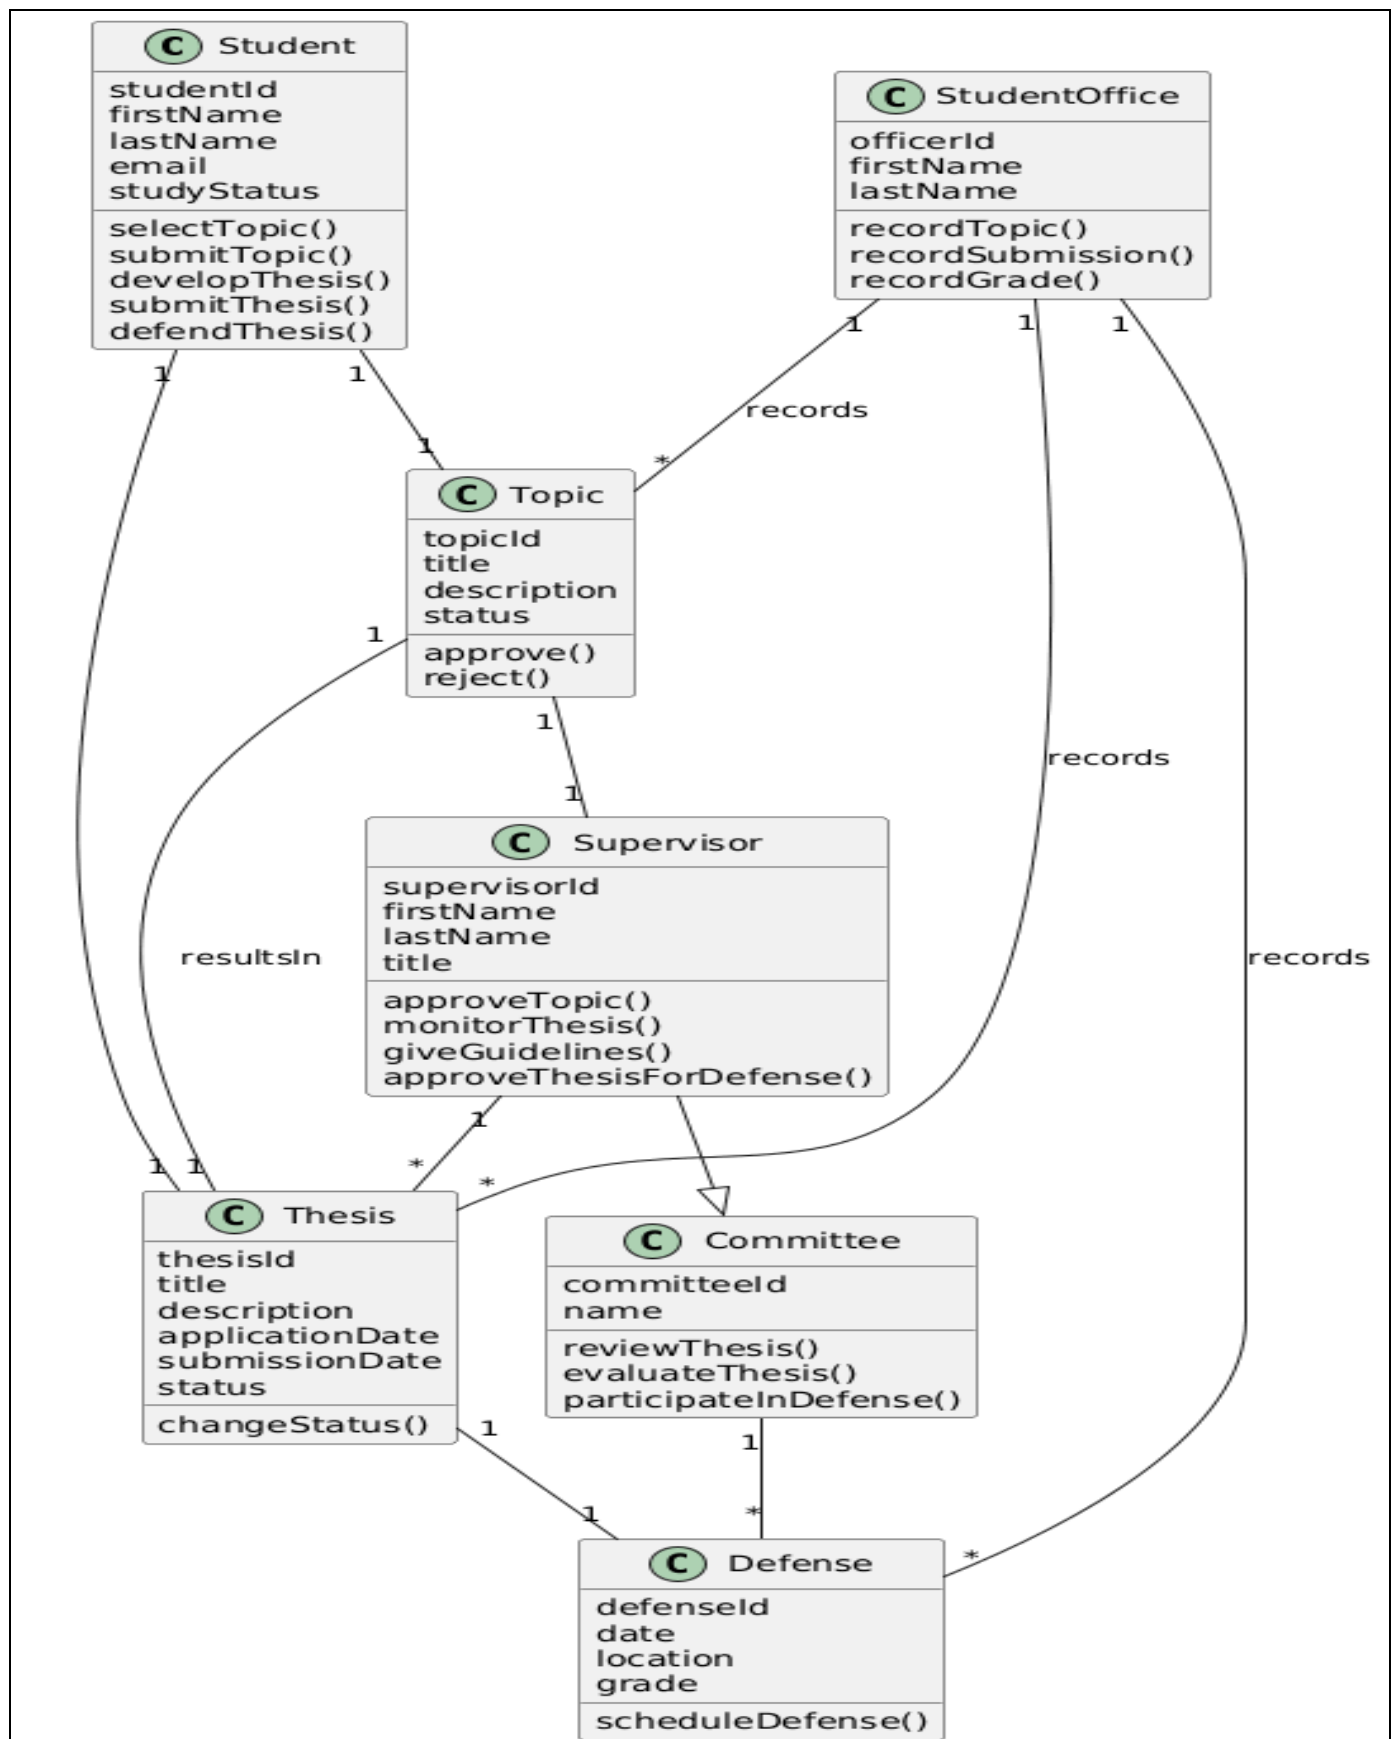 C Student
studentId
firstName
lastName
email
studyStatus
selectTopic()
submitTopic()
developThesis()
submitThesis()
defendThesis()
C StudentOffice
officerId
firstName
lastName
recordTopic()
recordSubmission()
recordGrade()
1
1
1
1
1
records
1
*
C Topic
topicId
title
description
status
approve()
reject()
1
1
1
records
C Supervisor
supervisorId
firstName
lastName
title
approveTopic()
monitorThesis()
giveGuidelines()
approveThesisForDefense()
resultsIn
records
1
1
1
*
*
C Thesis
thesisId
title
description
applicationDate
submissionDate
status
changeStatus()
C Committee
committeeId
name
reviewThesis()
evaluateThesis()
participateInDefense()
1
1
1
*
*
C Defense
defenseId
date
location
grade
scheduleDefense()